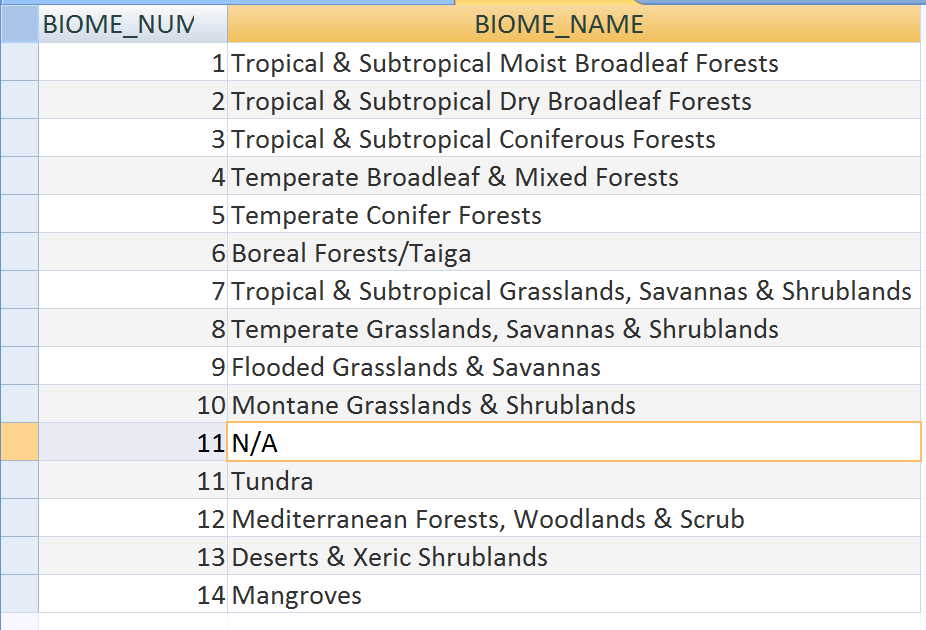 BIOME_NUM BIOME_NAME
1 Tropical & Subtropical Moist Broadleaf Forests
2 Tropical & Subtropical Dry Broadleaf Forests
3 Tropical & Subtropical Coniferous Forests
4 Temperate Broadleaf & Mixed Forests
5 Temperate Conifer Forests
6 Boreal Forests/Taiga
7 Tropical & Subtropical Grasslands, Savannas & Shrublands
8 Temperate Grasslands, Savannas & Shrublands
9 Flooded Grasslands & Savannas
10 Montane Grasslands & Shrublands
11 N/A
11 Tundra
12 Mediterranean Forests, Woodlands & Scrub
13 Deserts & Xeric Shrublands
14 Mangroves